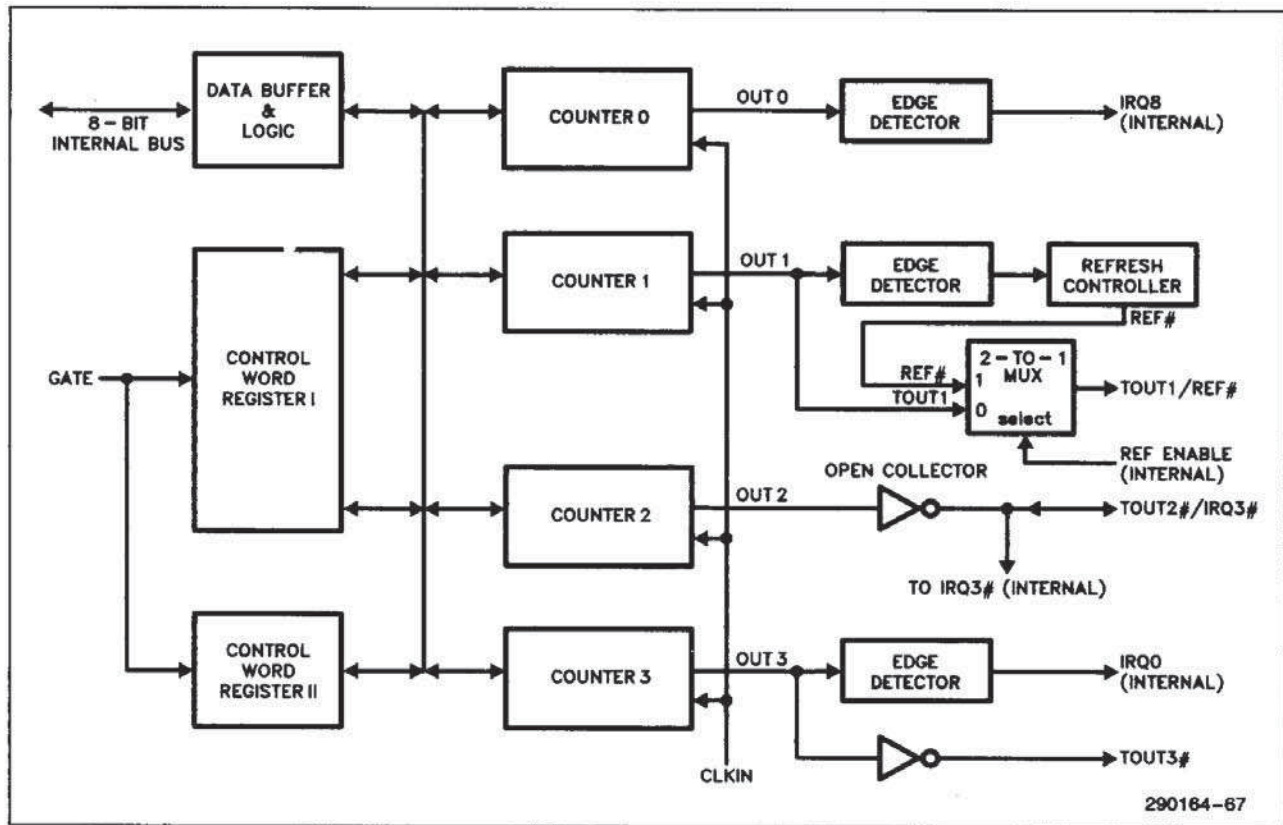 DATA BUFFER
&
LOGIC
8-BIT
INTERNAL BUS
COUNTER 0
OUT 0
EDGE
DETECTOR
IRQ8
(INTERNAL)
CONTROL
WORD
REGISTER I
GATE
COUNTER 1
OUT 1
EDGE
DETECTOR
REFRESH
CONTROLLER
REF#
2-TO-1
MUX
REF#
1
TOUT1
0
select
TOUT1/REF#
REF ENABLE
(INTERNAL)
COUNTER 2
OUT 2
OPEN COLLECTOR
TOUT2#/IRQ3#
TO IRQ3# (INTERNAL)
CONTROL
WORD
REGISTER II
COUNTER 3
OUT 3
EDGE
DETECTOR
IRQ0
(INTERNAL)
CLKIN
TOUT3#
290164-67